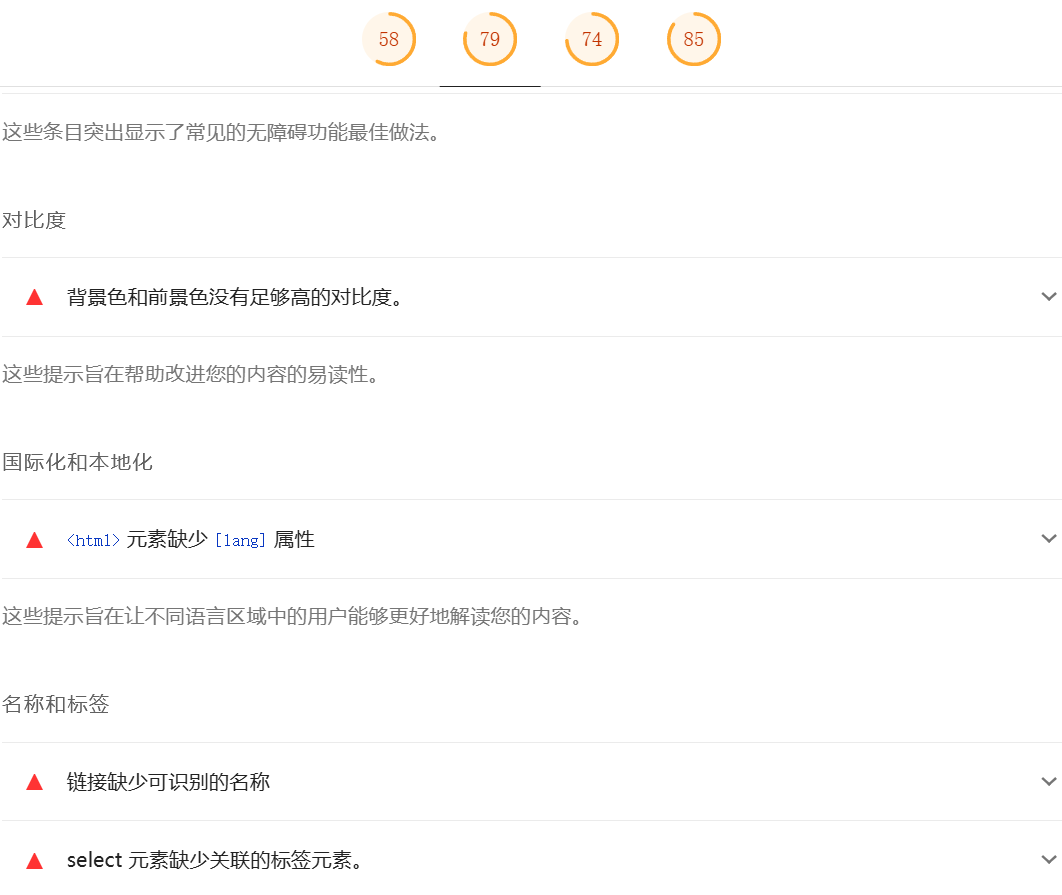 58 79 74 85
这些条目突出显示了常见的无障碍功能最佳做法。
对比度
背景色和前景色没有足够高的对比度。
这些提示旨在帮助改进您的内容的易读性。
国际化和本地化
<html> 元素缺少 [lang] 属性
这些提示旨在让不同语言区域中的用户能够更好地解读您的内容。
名称和标签
链接缺少可识别的名称
select 元素缺少关联的标签元素。